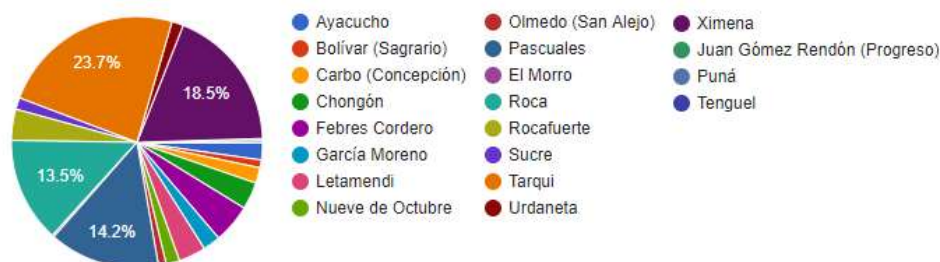 23.7%
18.5%
13.5%
14.2%
Ayacucho
Bolívar (Sagrario)
Carbo (Concepción)
Chongón
Febres Cordero
García Moreno
Letamendi
Nueve de Octubre
Olmedo (San Alejo)
Pascuales
El Morro
Roca
Rocafuerte
Sucre
Tarqui
Urdaneta
Ximena
Juan Gómez Rendón (Progreso)
Puná
Tenguel